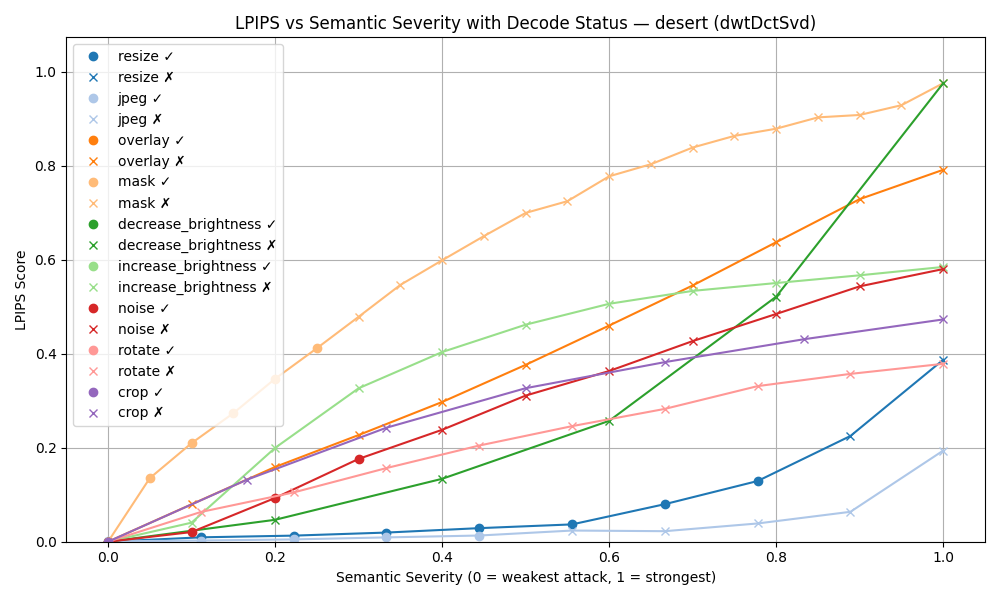 LPIPS vs Semantic Severity with Decode Status — desert (dwtDctSvd)
resize ✓
resize ✗
jpeg ✓
jpeg ✗
overlay ✓
overlay ✗
mask ✓
mask ✗
decrease_brightness ✓
decrease_brightness ✗
increase_brightness ✓
increase_brightness ✗
noise ✓
noise ✗
rotate ✓
rotate ✗
crop ✓
crop ✗
LPIPS Score
1.0
0.8
0.6
0.4
0.2
0.0
0.0 0.2 0.4 0.6 0.8 1.0
Semantic Severity (0 = weakest attack, 1 = strongest)